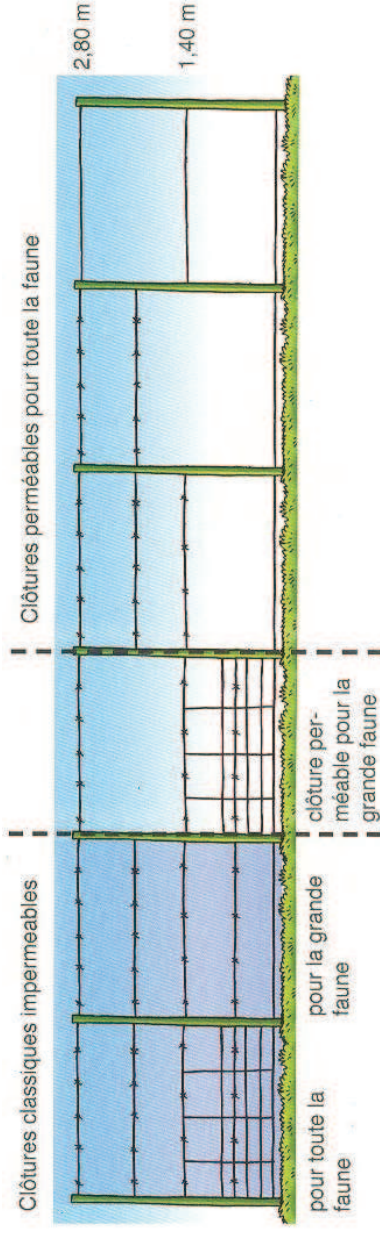 Clôtures classiques imperméables
Clôtures perméables pour toute la faune
2,80 m
1,40 m
pour toute la
faune
pour la grande
faune
clôture per-
méable pour la
grande faune